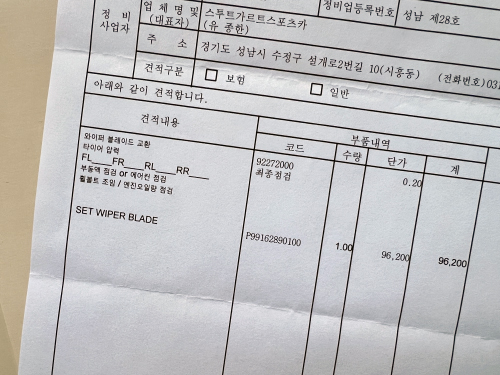 정 비
사업자
업 체 명 및
(대표자)
스투트가르트스포츠카
(유 종한)
정비업등록번호
성남 제28호
주 소
경기도 성남시 수정구 설개로2번길 10(시흥동) (전화번호)031
견적구분
보험
일반
아래와 같이 견적합니다.
견적내용
부품내역
코드
수량
단가
계
와이퍼 블레이드 교환
타이어 압력
FL____FR____RL____RR____
부동액 점검 or 에어컨 점검
휠볼트 조임 / 엔진오일량 점검
92272000
최종점검
0.20
SET WIPER BLADE
P99162890100
1.00
96,200
96,200